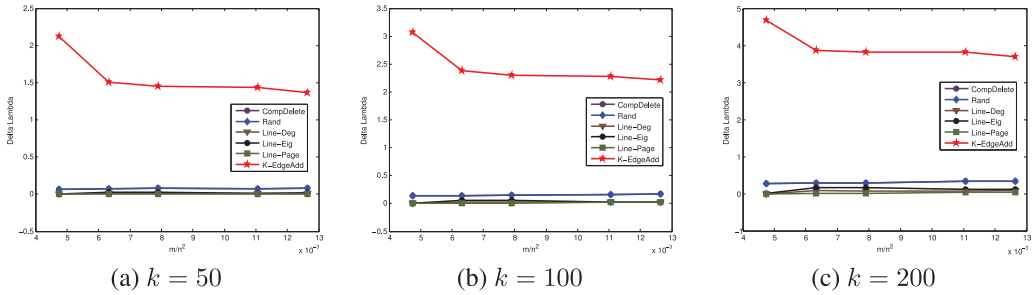 2.5
2
1.5
1
0.5
0
-0.5
Delta Lambda
4 5 6 7 8 9 10 11 12 13
m/n²
x 10⁻³
CompDelete
Rand
Line-Deg
Line-Eig
Line-Page
K-EdgeAdd
(a) k = 50
3.5
3
2.5
2
1.5
1
0.5
0
-0.5
Delta Lambda
4 5 6 7 8 9 10 11 12 13
m/n²
x 10⁻³
CompDelete
Rand
Line-Deg
Line-Eig
Line-Page
K-EdgeAdd
(b) k = 100
5
4
3
2
1
0
-1
Delta Lambda
4 5 6 7 8 9 10 11 12 13
m/n²
x 10⁻³
CompDelete
Rand
Line-Deg
Line-Eig
Line-Page
K-EdgeAdd
(c) k = 200